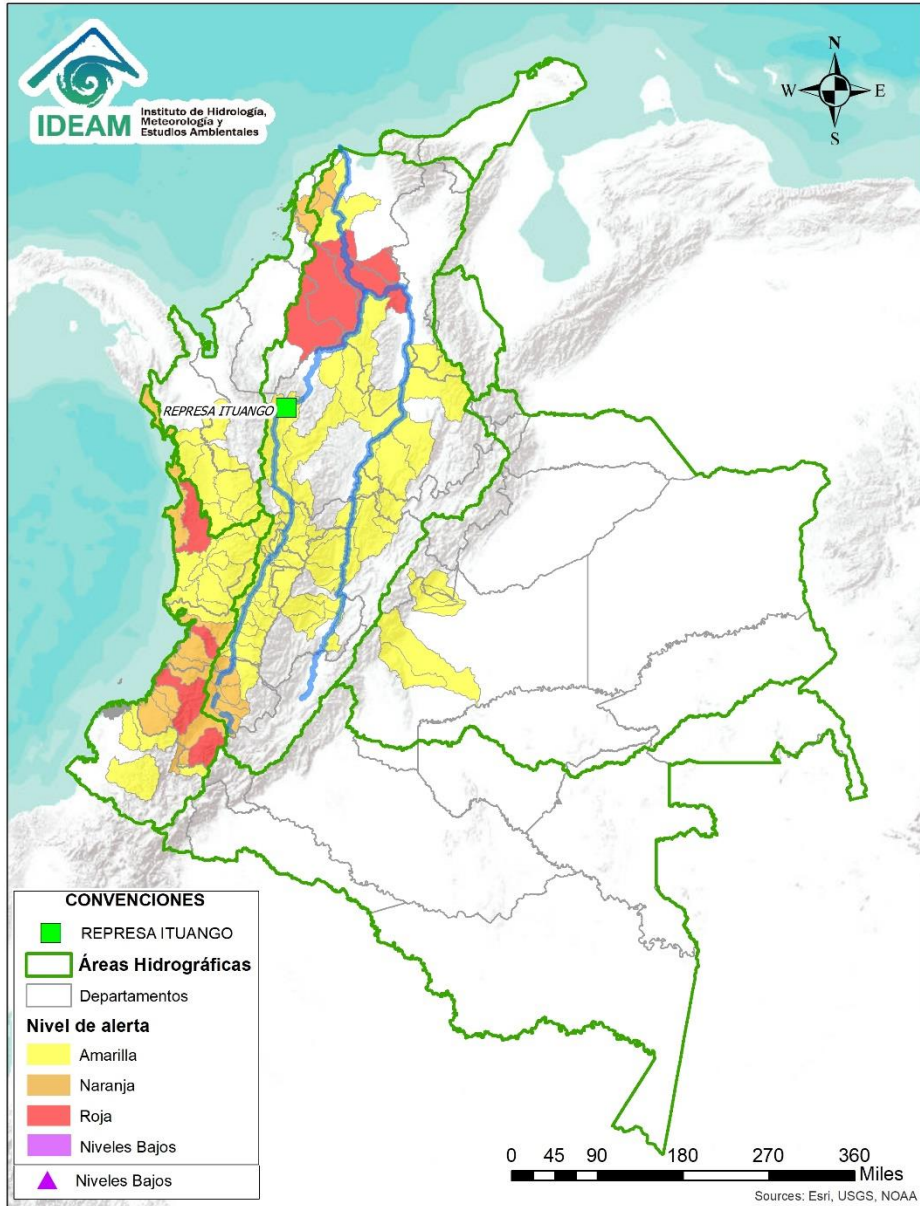 IDEAM
Instituto de Hidrología,
Meteorología y
Estudios Ambientales
N
W
E
S
REPRESA ITUANGO
CONVENCIONES
REPRESA ITUANGO
Áreas Hidrográficas
Departamentos
Nivel de alerta
Amarilla
Naranja
Roja
Niveles Bajos
Niveles Bajos
0 45 90 180 270 360
Miles
Sources: Esri, USGS, NOAA